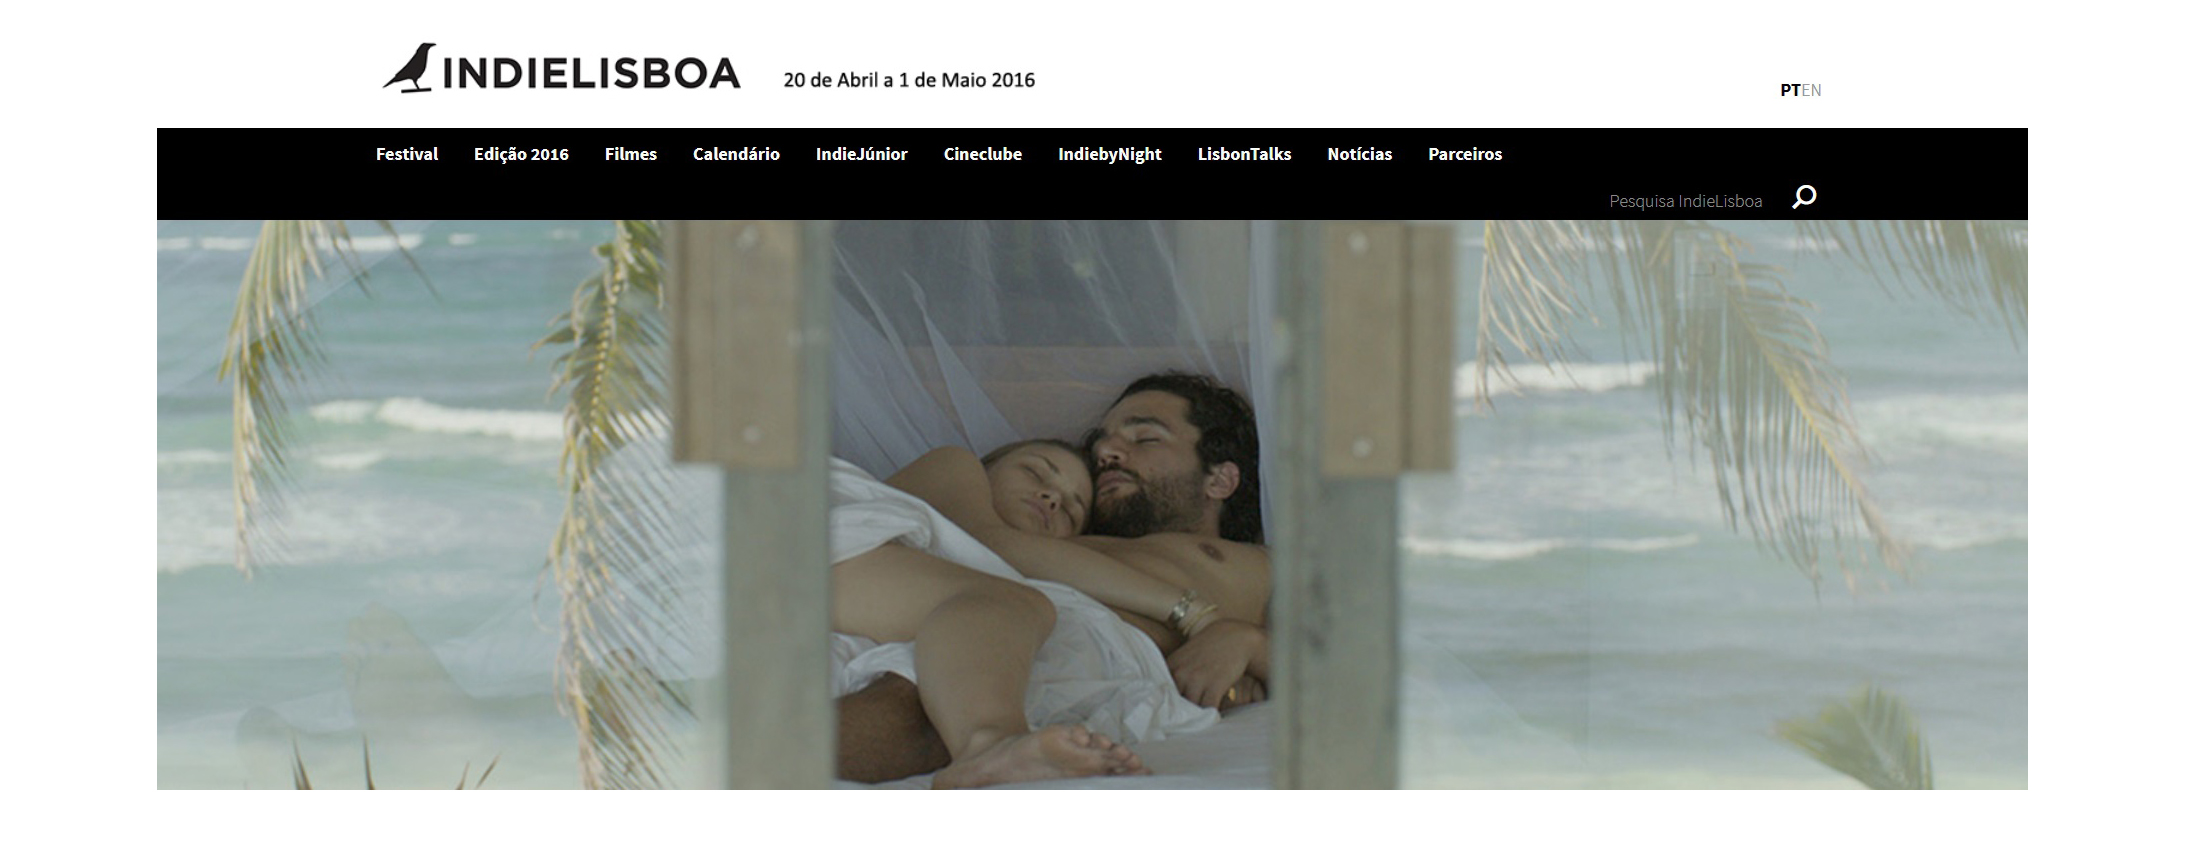 INDIELISBOA
20 de Abril a 1 de Maio 2016
PTEN
Festival Edição 2016 Filmes Calendário IndieJúnior Cineclube IndiebyNight LisbonTalks Notícias Parceiros
Pesquisa IndieLisboa